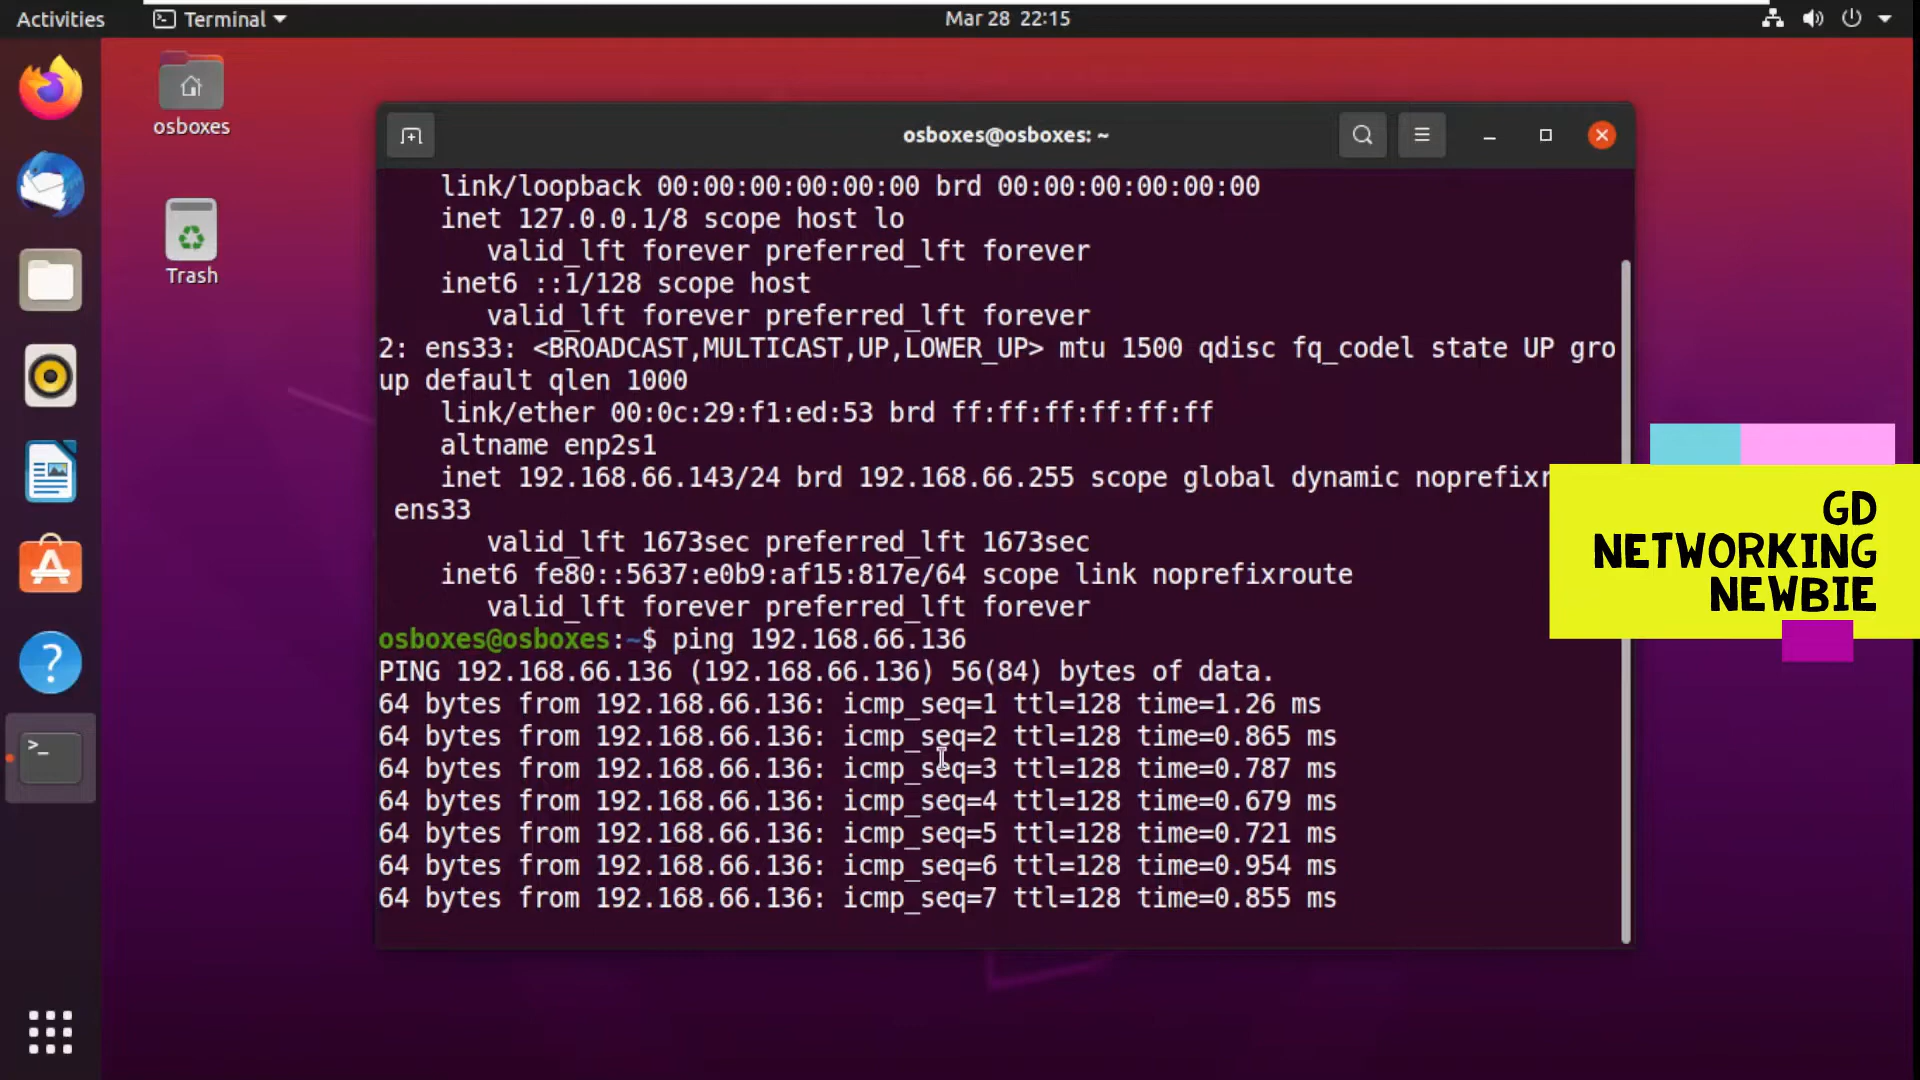 Activities
Terminal
Mar 28 22:15
osboxes
Trash
osboxes@osboxes: ~
link/loopback 00:00:00:00:00:00 brd 00:00:00:00:00:00
inet 127.0.0.1/8 scope host lo
valid_lft forever preferred_lft forever
inet6 ::1/128 scope host
valid_lft forever preferred_lft forever
2: ens33: <BROADCAST,MULTICAST,UP,LOWER_UP> mtu 1500 qdisc fq_codel state UP gro
up default qlen 1000
link/ether 00:0c:29:f1:ed:53 brd ff:ff:ff:ff:ff:ff
altname enp2s1
inet 192.168.66.143/24 brd 192.168.66.255 scope global dynamic noprefixr
ens33
valid_lft 1673sec preferred_lft 1673sec
inet6 fe80::5637:e0b9:af15:817e/64 scope link noprefixroute
valid_lft forever preferred_lft forever
osboxes@osboxes:~$ ping 192.168.66.136
PING 192.168.66.136 (192.168.66.136) 56(84) bytes of data.
64 bytes from 192.168.66.136: icmp_seq=1 ttl=128 time=1.26 ms
64 bytes from 192.168.66.136: icmp_seq=2 ttl=128 time=0.865 ms
64 bytes from 192.168.66.136: icmp_seq=3 ttl=128 time=0.787 ms
64 bytes from 192.168.66.136: icmp_seq=4 ttl=128 time=0.679 ms
64 bytes from 192.168.66.136: icmp_seq=5 ttl=128 time=0.721 ms
64 bytes from 192.168.66.136: icmp_seq=6 ttl=128 time=0.954 ms
64 bytes from 192.168.66.136: icmp_seq=7 ttl=128 time=0.855 ms
GD
NETWORKING
NEWBIE